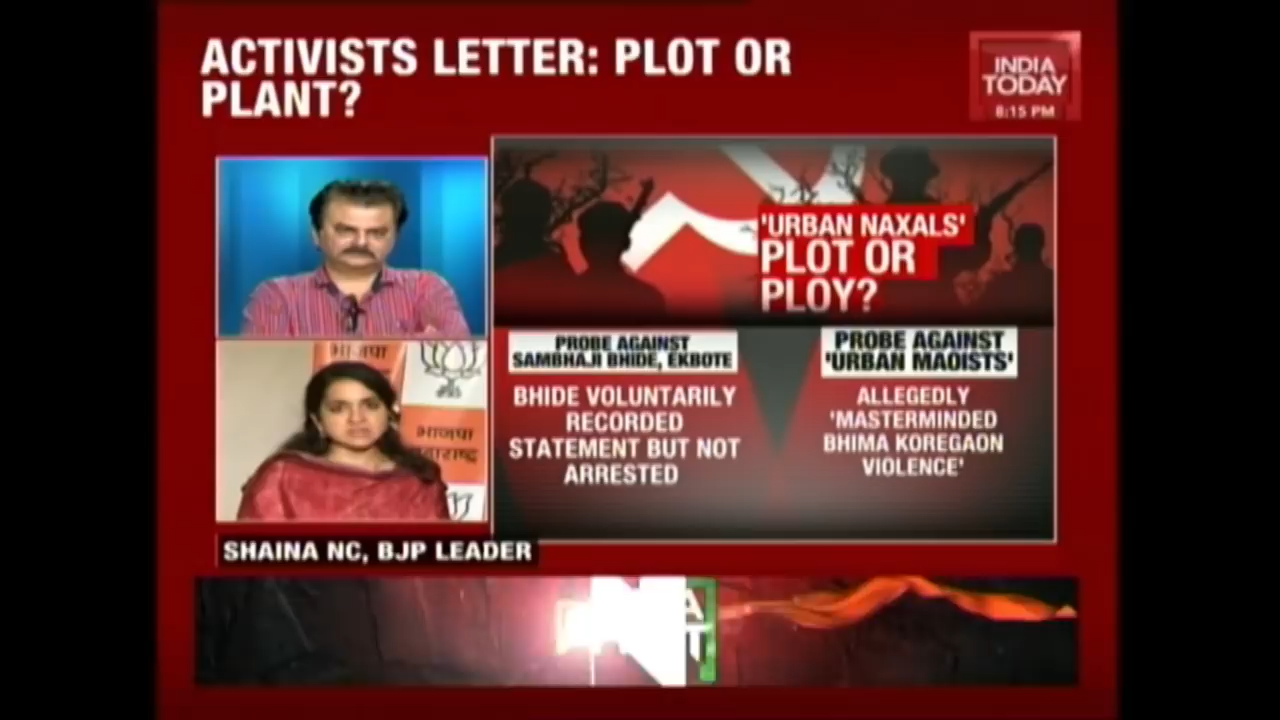 ACTIVISTS LETTER: PLOT OR
PLANT?
INDIA
TODAY
8:15 PM
'URBAN NAXALS'
PLOT OR
PLOY?
PROBE AGAINST
SAMBHAJI BHIDE, EKBOTE
BHIDE VOLUNTARILY
RECORDED
STATEMENT BUT NOT
ARRESTED
PROBE AGAINST
'URBAN MAOISTS'
ALLEGEDLY
'MASTERMINDED
BHIMA KOREGAON
VIOLENCE'
भाजपा
भाजपा
SHAINA NC, BJP LEADER